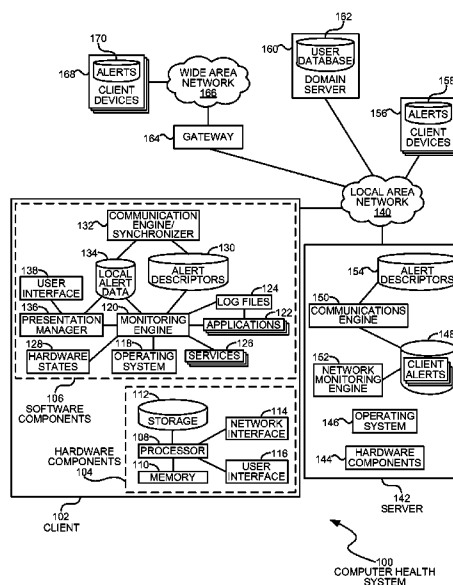 170
168
ALERTS
CLIENT
DEVICES
WIDE AREA
NETWORK
166
164
GATEWAY
160
162
USER
DATABASE
DOMAIN
SERVER
158
156
ALERTS
CLIENT
DEVICES
LOCAL AREA
NETWORK
140
132
COMMUNICATION
ENGINE/
SYNCHRONIZER
134
130
138
LOCAL
ALERT
DATA
ALERT
DESCRIPTORS
USER
INTERFACE
124
136
120
LOG FILES
122
PRESENTATION
MANAGER
MONITORING
ENGINE
APPLICATIONS
128
118
126
HARDWARE
STATES
OPERATING
SYSTEM
SERVICES
106
SOFTWARE
COMPONENTS
112
STORAGE
114
NETWORK
INTERFACE
HARDWARE
COMPONENTS
104
108
PROCESSOR
116
110
MEMORY
USER
INTERFACE
102
CLIENT
154
ALERT
DESCRIPTORS
150
COMMUNICATIONS
ENGINE
148
152
NETWORK
MONITORING
ENGINE
CLIENT
ALERTS
146
OPERATING
SYSTEM
144
HARDWARE
COMPONENTS
142
SERVER
100
COMPUTER HEALTH
SYSTEM